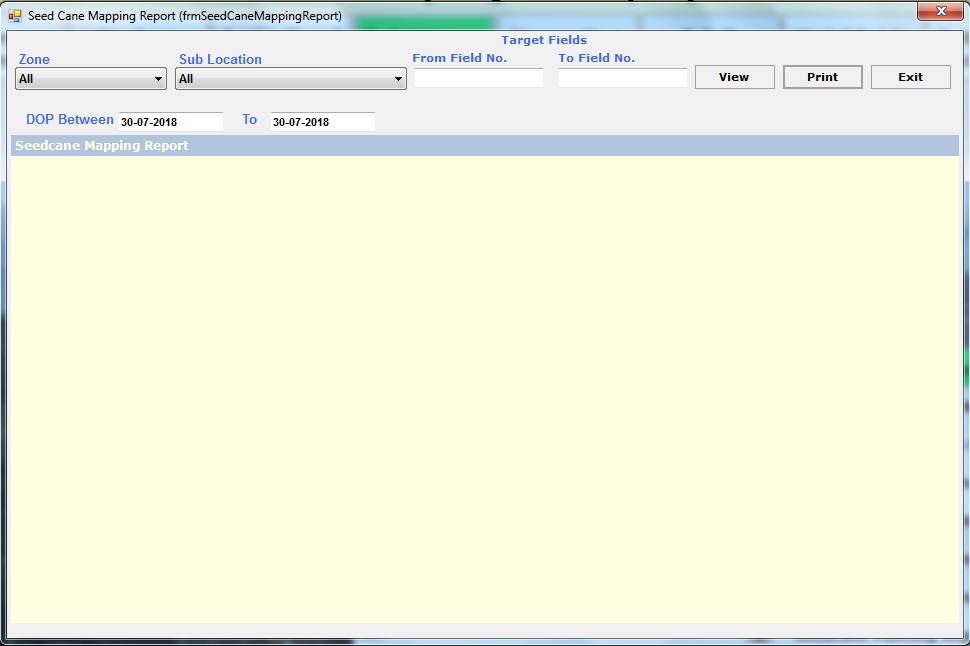 Seed Cane Mapping Report (frmSeedCaneMappingReport)
Target Fields
Zone Sub Location From Field No. To Field No.
All All View Print Exit
DOP Between 30-07-2018 To 30-07-2018
Seedcane Mapping Report